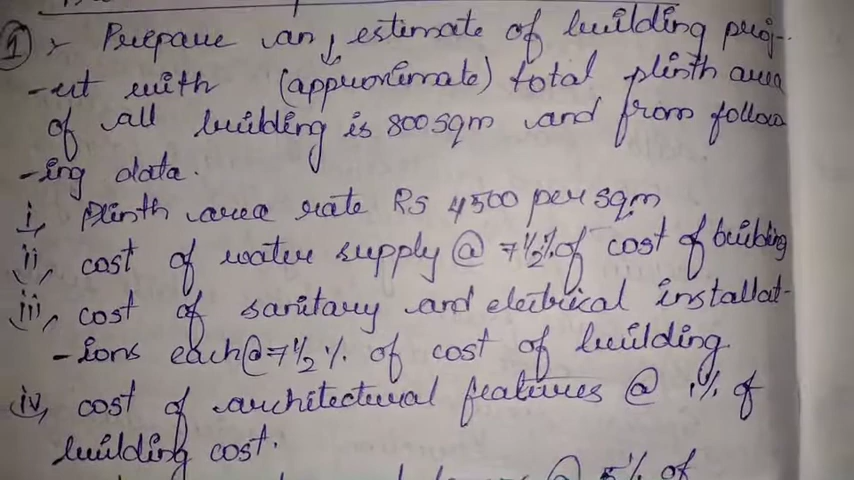 1) :- Prepare an estimate of building proj-
-ect with (approximate) total plinth area
of all building is 800 sqm and from follow
-ing data.
i, Plinth area rate RS 4500 per sqm
ii, cost of water supply @ 7½% of cost of building
iii, cost of sanitary and electrical installat-
-ions each @ 7½% of cost of building
iv, cost of architectural features @ 1% of
building cost.
@ 5% of